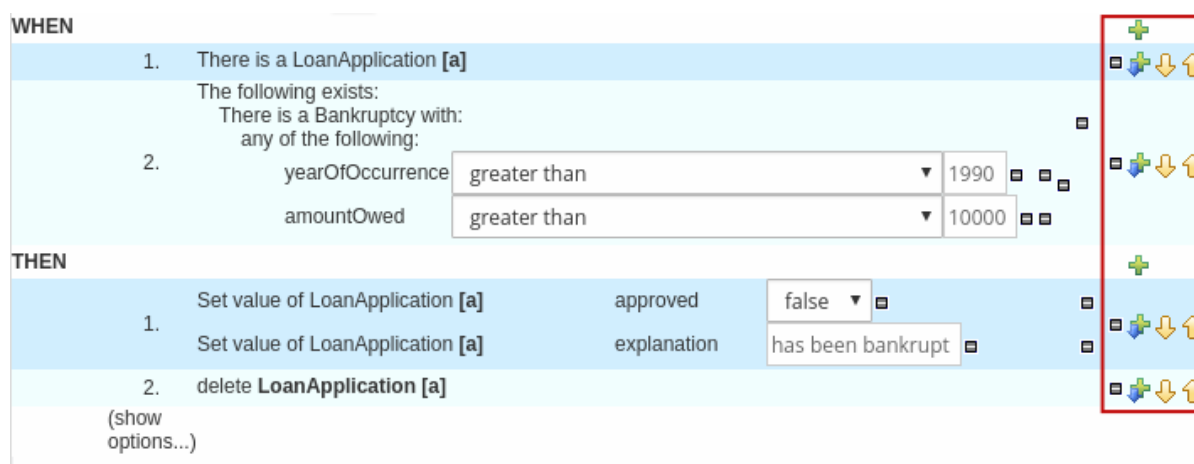 WHEN
1. There is a LoanApplication [a]
The following exists:
There is a Bankruptcy with:
any of the following:
2.
yearOfOccurrence greater than 1990
amountOwed greater than 10000
THEN
1.
Set value of LoanApplication [a] approved false
Set value of LoanApplication [a] explanation has been bankrupt
2. delete LoanApplication [a]
(show
options...)